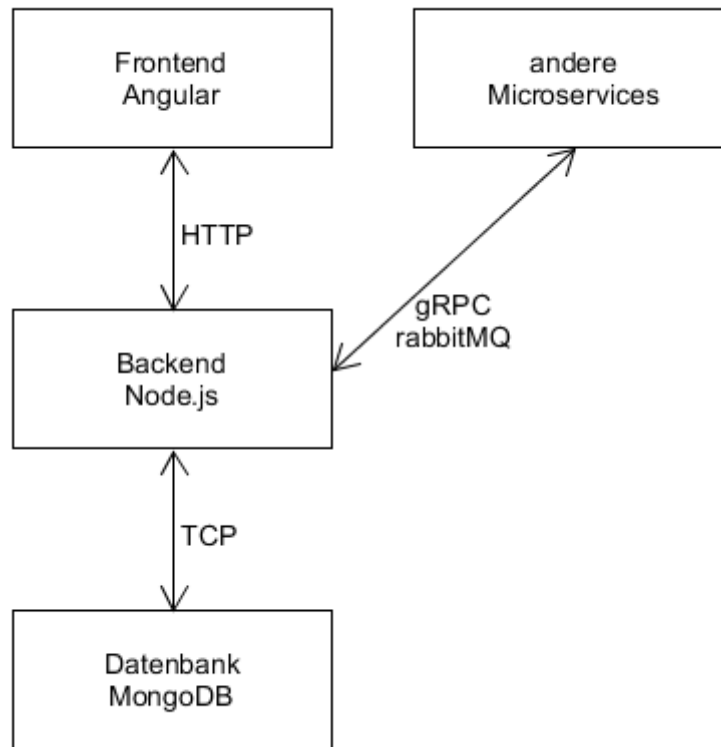 Frontend
Angular
andere
Microservices
HTTP
gRPC
rabbitMQ
Backend
Node.js
TCP
Datenbank
MongoDB